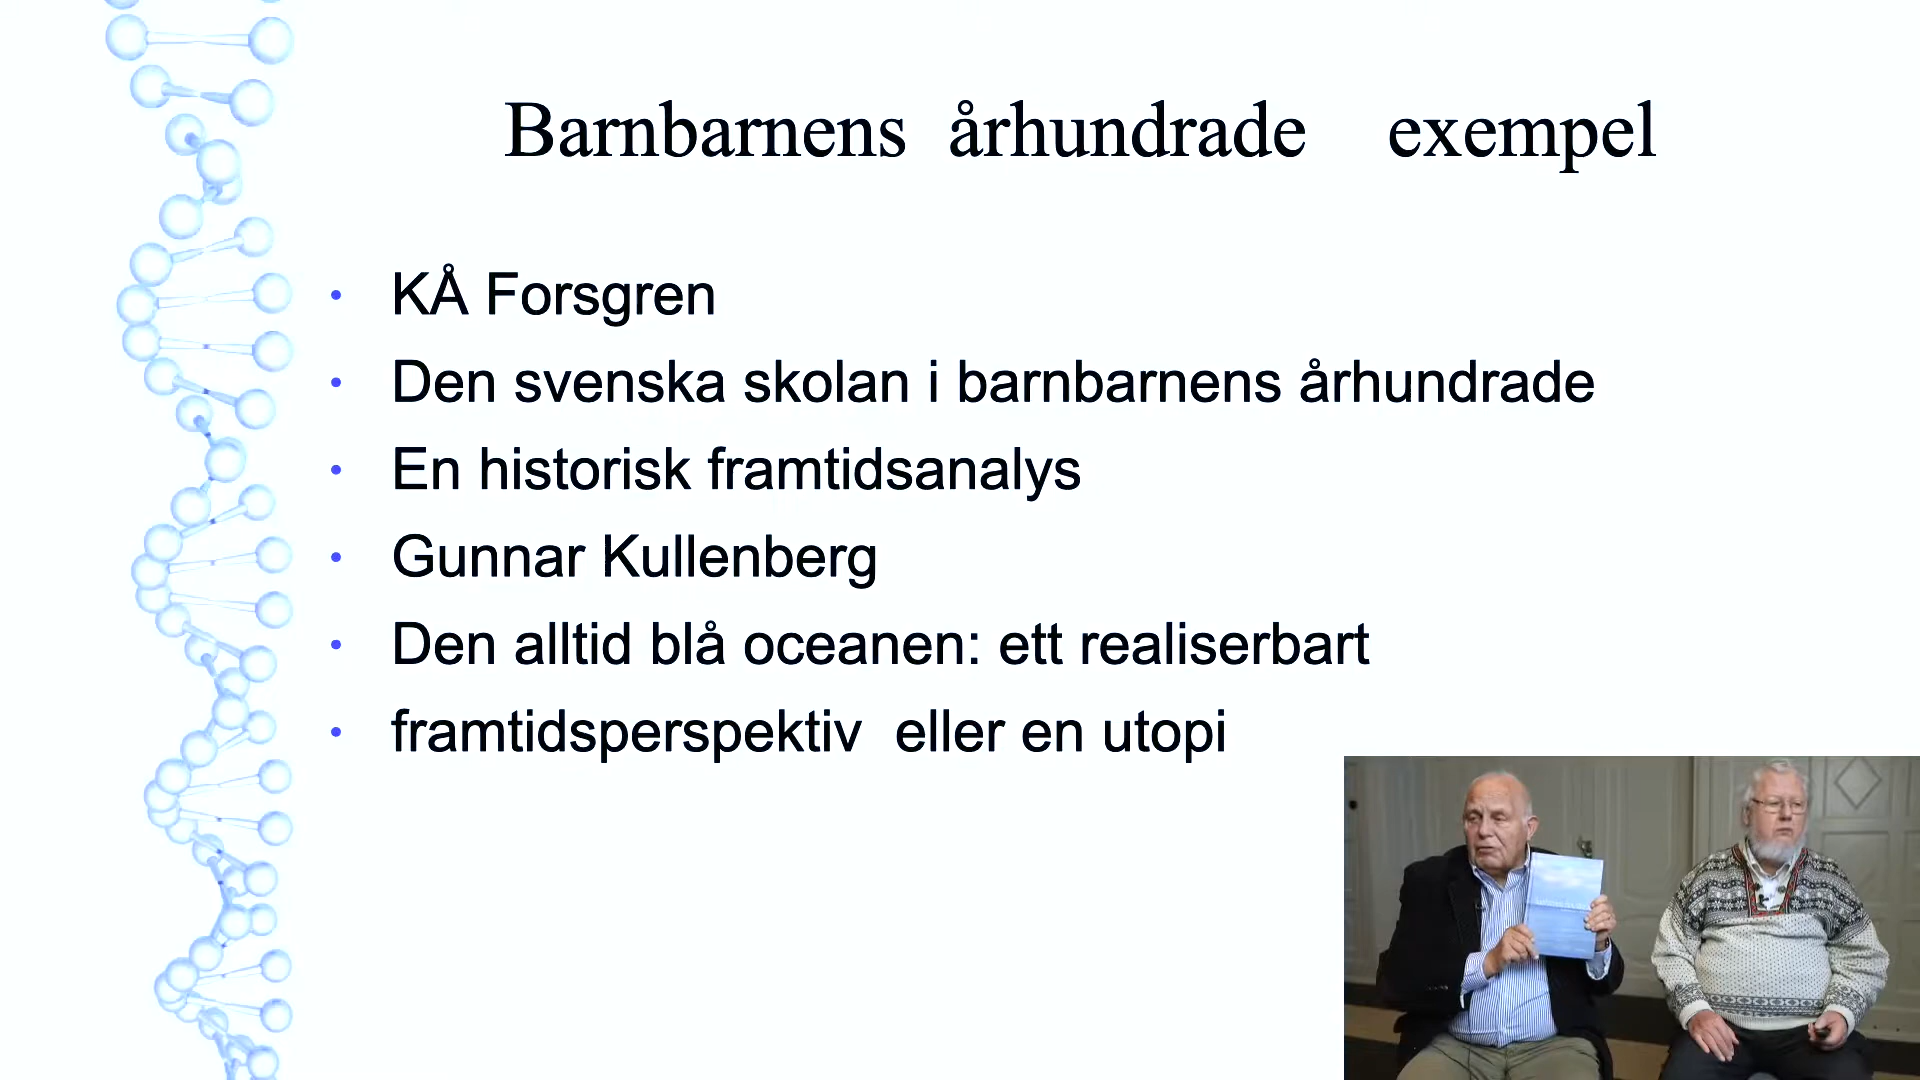 Barnbarnens århundrade exempel
• KÅ Forsgren
• Den svenska skolan i barnbarnens århundrade
• En historisk framtidsanalys
• Gunnar Kullenberg
• Den alltid blå oceanen: ett realiserbart
• framtidsperspektiv eller en utopi